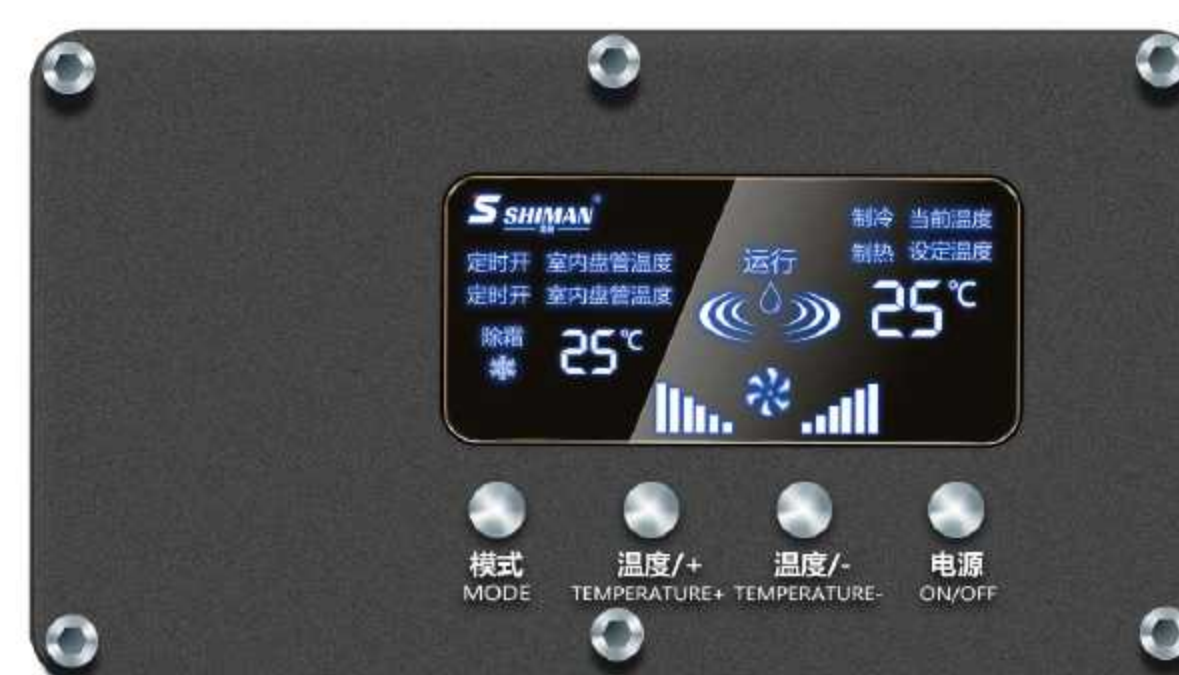 S SHIMAN®
定时开 室内盘管温度
定时开 室内盘管温度
除霜
25℃
运行
制冷 当前温度
制热 设定温度
25℃
模式
MODE
温度/+
TEMPERATURE+
温度/-
TEMPERATURE-
电源
ON/OFF